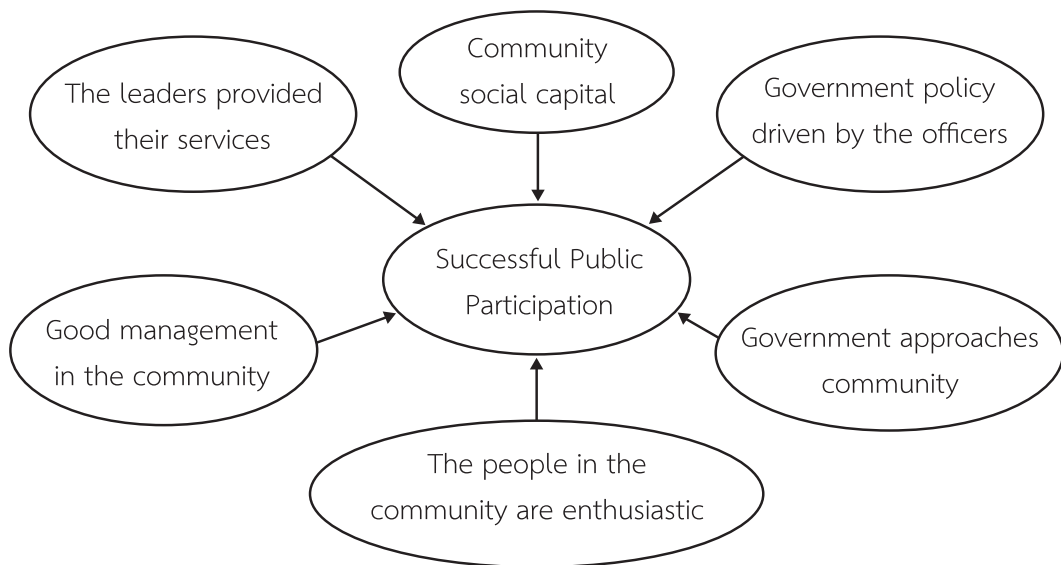 The leaders provided
their services
Community
social capital
Government policy
driven by the officers
Successful Public
Participation
Good management
in the community
Government approaches
community
The people in the
community are enthusiastic